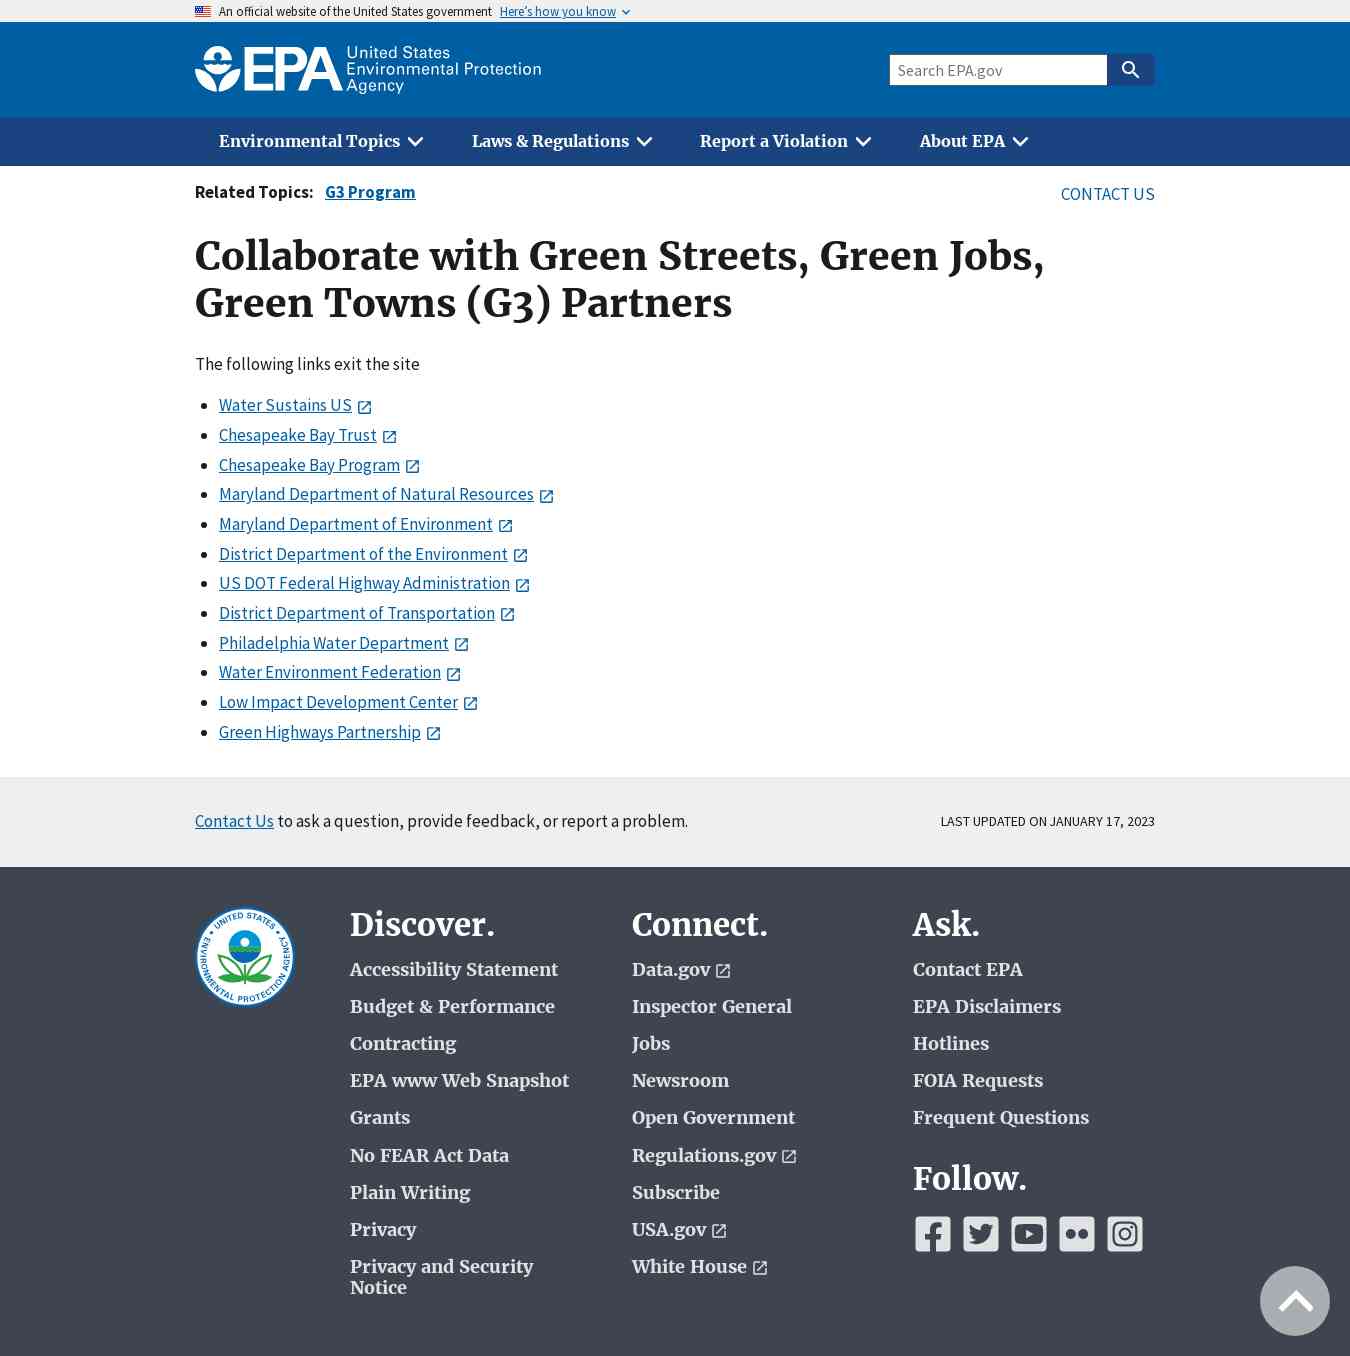 An official website of the United States government Here's how you know
EPA United States
Environmental Protection
Agency
Search EPA.gov
Environmental Topics Laws & Regulations Report a Violation About EPA
Related Topics: G3 Program CONTACT US
Collaborate with Green Streets, Green Jobs,
Green Towns (G3) Partners
The following links exit the site
Water Sustains US
Chesapeake Bay Trust
Chesapeake Bay Program
Maryland Department of Natural Resources
Maryland Department of Environment
District Department of the Environment
US DOT Federal Highway Administration
District Department of Transportation
Philadelphia Water Department
Water Environment Federation
Low Impact Development Center
Green Highways Partnership
Contact Us to ask a question, provide feedback, or report a problem. LAST UPDATED ON JANUARY 17, 2023
UNITED STATES
ENVIRONMENTAL PROTECTION AGENCY
Discover.
Accessibility Statement
Budget & Performance
Contracting
EPA www Web Snapshot
Grants
No FEAR Act Data
Plain Writing
Privacy
Privacy and Security
Notice
Connect.
Data.gov
Inspector General
Jobs
Newsroom
Open Government
Regulations.gov
Subscribe
USA.gov
White House
Ask.
Contact EPA
EPA Disclaimers
Hotlines
FOIA Requests
Frequent Questions
Follow.